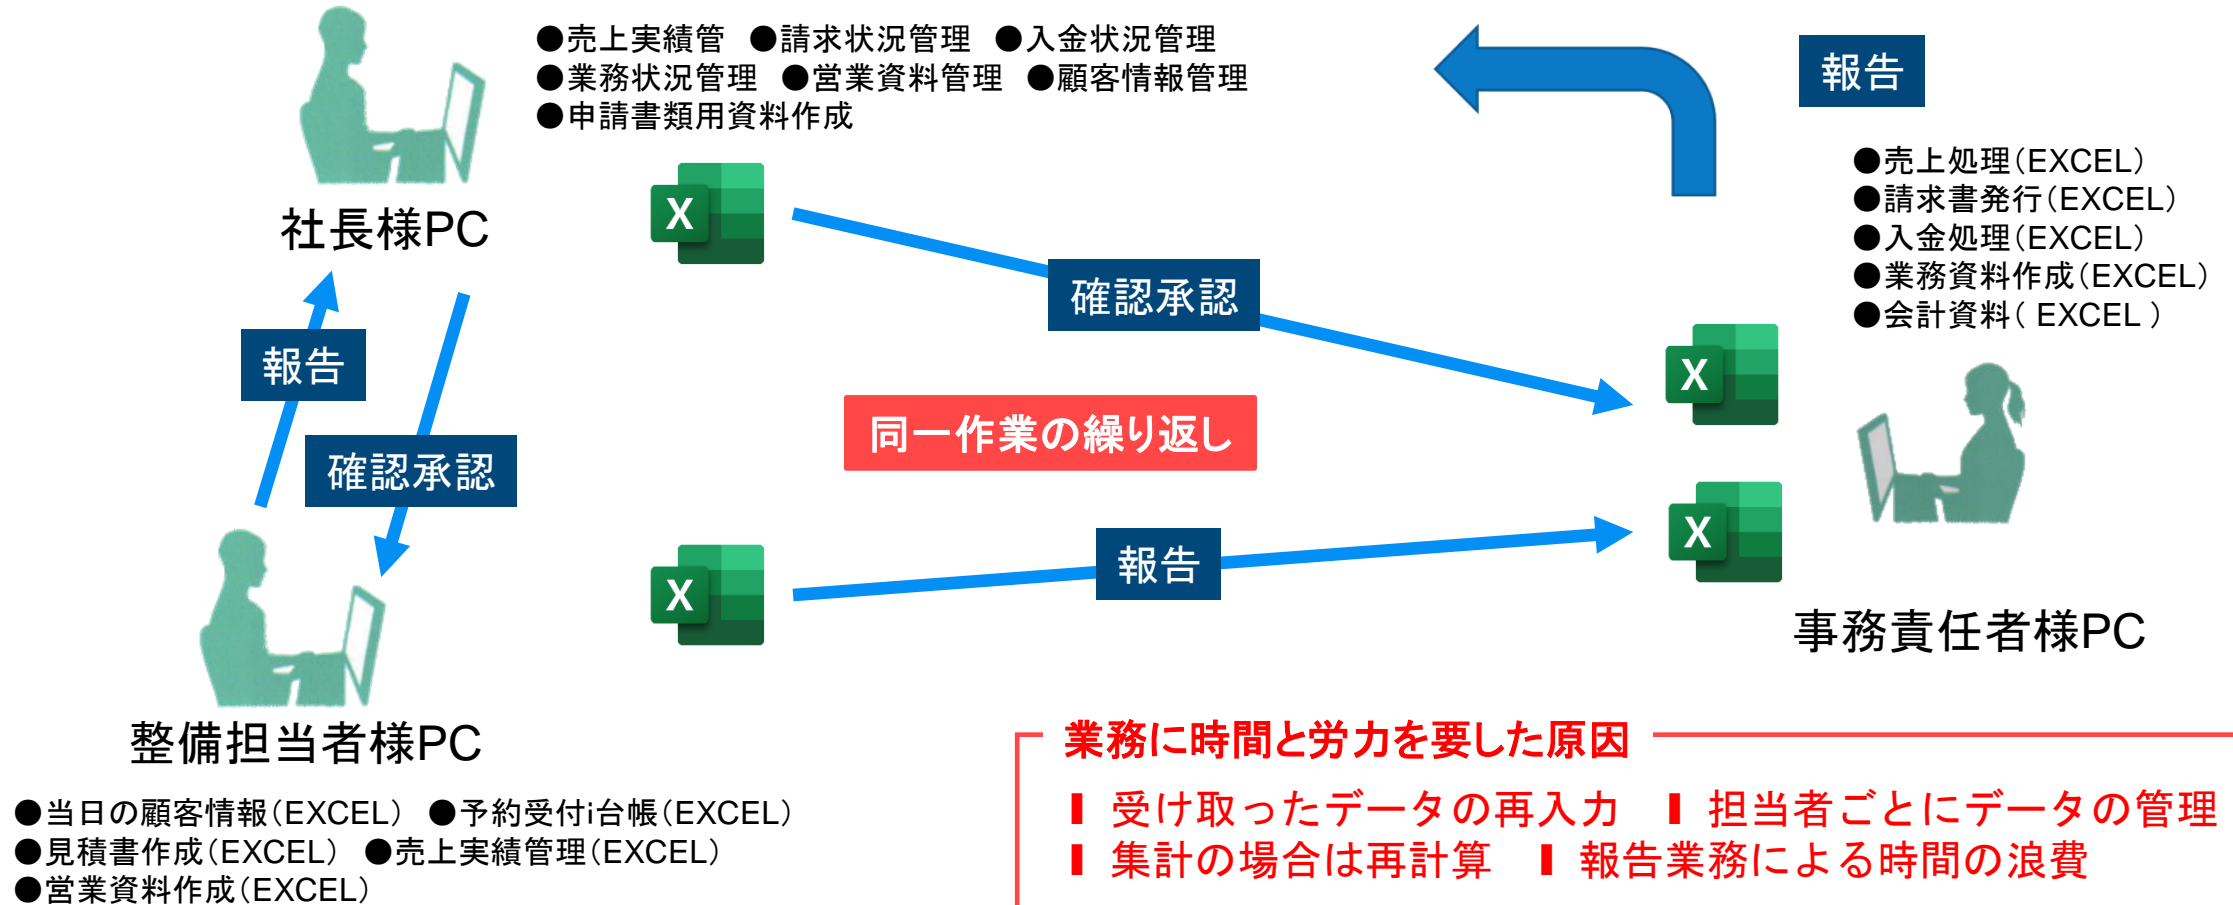 ●売上実績管 ●請求状況管理 ●入金状況管理
●業務状況管理 ●営業資料管理 ●顧客情報管理
●申請書類用資料作成
報告
●売上処理(EXCEL)
●請求書発行(EXCEL)
●入金処理(EXCEL)
●業務資料作成(EXCEL)
●会計資料( EXCEL )
X
社長様PC
確認承認
報告
X
同一作業の繰り返し
確認承認
X
報告
X
事務責任者様PC
整備担当者様PC
●当日の顧客情報(EXCEL) ●予約受付i台帳(EXCEL)
●見積書作成(EXCEL) ●売上実績管理(EXCEL)
●営業資料作成(EXCEL)
業務に時間と労力を要した原因
受け取ったデータの再入力 担当者ごとにデータの管理
集計の場合は再計算 報告業務による時間の浪費